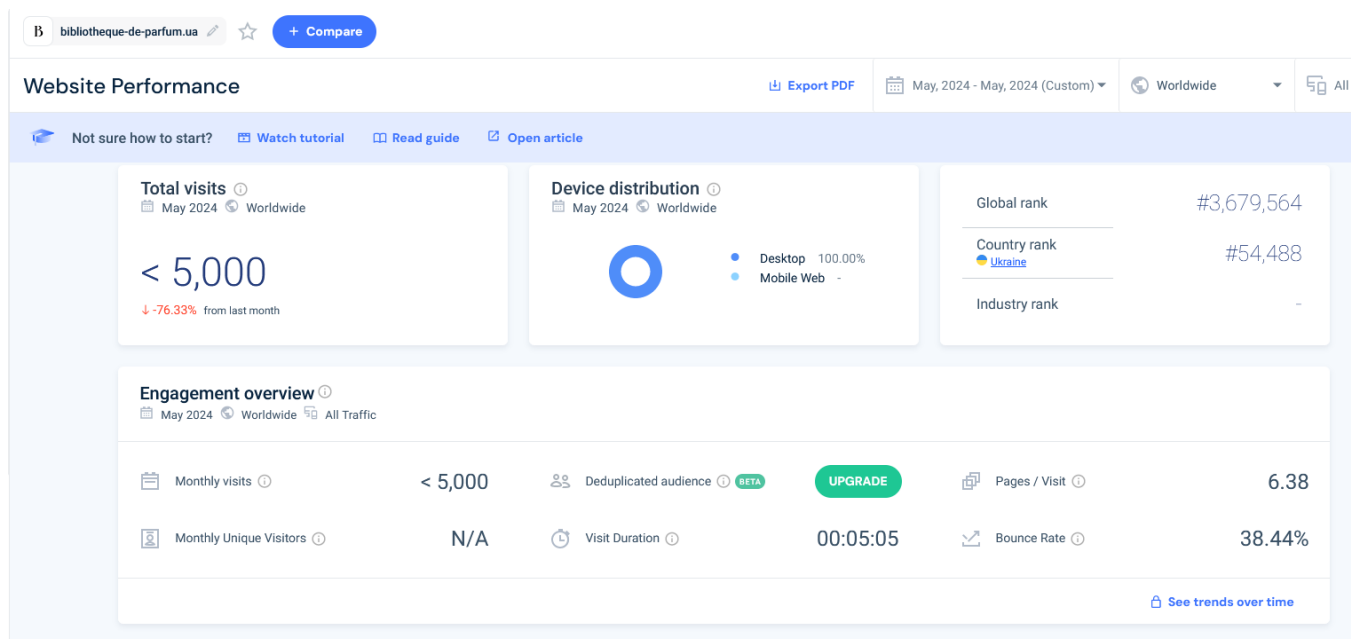 B bibliotheque-de-parfum.ua + Compare
Website Performance Export PDF May, 2024 - May, 2024 (Custom) Worldwide All
Not sure how to start? Watch tutorial Read guide Open article
Total visits
May 2024 Worldwide
< 5,000
↓ -76.33% from last month
Device distribution
May 2024 Worldwide
Desktop 100.00%
Mobile Web -
Global rank #3,679,564
Country rank #54,488
Ukraine
Industry rank -
Engagement overview
May 2024 Worldwide All Traffic
Monthly visits < 5,000 Deduplicated audience BETA UPGRADE Pages / Visit 6.38
Monthly Unique Visitors N/A Visit Duration 00:05:05 Bounce Rate 38.44%
See trends over time